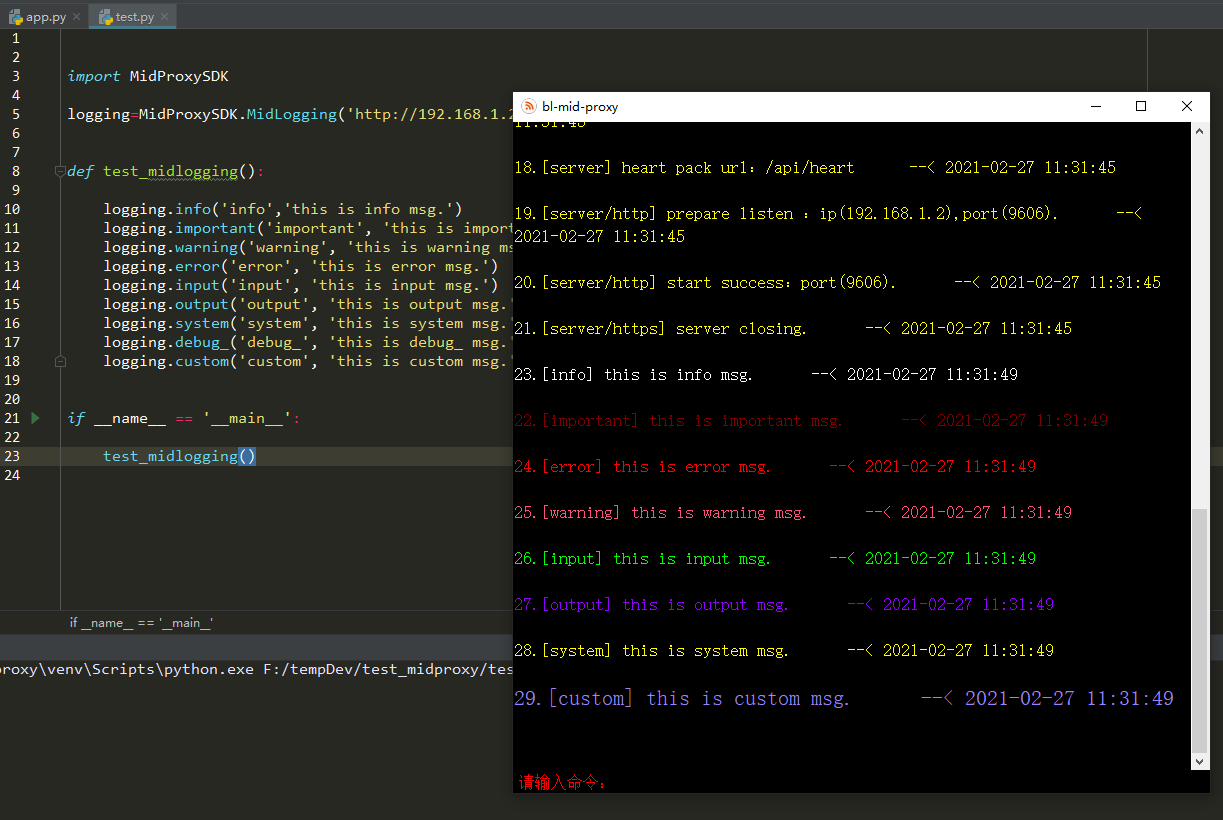 app.py
test.py
1
2
3 import MidProxySDK
4
5 logging=MidProxySDK.MidLogging('http://192.168.1.2
6
7
8 def test_midlogging():
9
10 logging.info('info','this is info msg.')
11 logging.important('important', 'this is import
12 logging.warning('warning', 'this is warning ms
13 logging.error('error', 'this is error msg.')
14 logging.input('input', 'this is input msg.')
15 logging.output('output', 'this is output msg.'
16 logging.system('system', 'this is system msg.'
17 logging.debug_('debug_', 'this is debug_ msg.'
18 logging.custom('custom', 'this is custom msg.'
19
20
21 if __name__ == '__main__':
22
23 test_midlogging()
24
if __name__ == '__main__'
proxy\venv\Scripts\python.exe F:/tempDev/test_midproxy/tes
bl-mid-proxy
11:31:45
18.[server] heart pack url：/api/heart --< 2021-02-27 11:31:45
19.[server/http] prepare listen ：ip(192.168.1.2),port(9606). --<
2021-02-27 11:31:45
20.[server/http] start success：port(9606). --< 2021-02-27 11:31:45
21.[server/https] server closing. --< 2021-02-27 11:31:45
23.[info] this is info msg. --< 2021-02-27 11:31:49
22.[important] this is important msg. --< 2021-02-27 11:31:49
24.[error] this is error msg. --< 2021-02-27 11:31:49
25.[warning] this is warning msg. --< 2021-02-27 11:31:49
26.[input] this is input msg. --< 2021-02-27 11:31:49
27.[output] this is output msg. --< 2021-02-27 11:31:49
28.[system] this is system msg. --< 2021-02-27 11:31:49
29.[custom] this is custom msg. --< 2021-02-27 11:31:49
请输入命令：